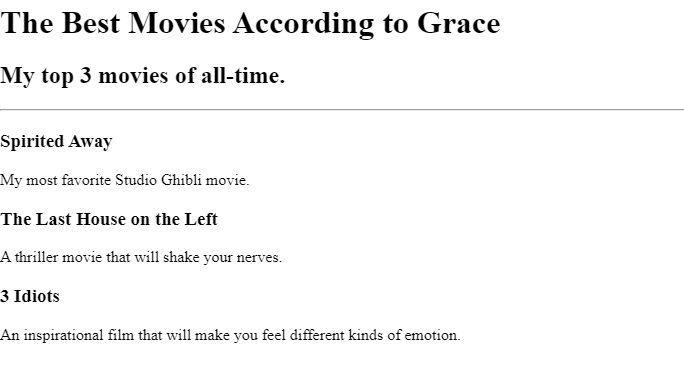 The Best Movies According to Grace
My top 3 movies of all-time.
Spirited Away
My most favorite Studio Ghibli movie.
The Last House on the Left
A thriller movie that will shake your nerves.
3 Idiots
An inspirational film that will make you feel different kinds of emotion.